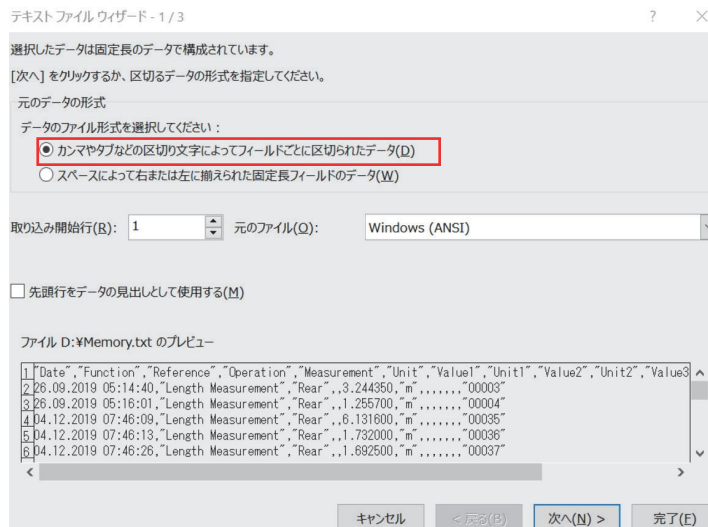 テキスト ファイル ウィザード - 1 / 3 ? ×
選択したデータは固定長のデータで構成されています。
[次へ] をクリックするか、区切るデータの形式を指定してください。
元のデータの形式
データのファイル形式を選択してください：
カンマやタブなどの区切り文字によってフィールドごとに区切られたデータ(D)
スペースによって右または左に揃えられた固定長フィールドのデータ(W)
取り込み開始行(R): 1 元のファイル(O): Windows (ANSI)
先頭行をデータの見出しとして使用する(M)
ファイル D:¥Memory.txt のプレビュー
1 "Date","Function","Reference","Operation","Measurement","Unit","Value1","Unit1","Value2","Unit2","Value3
2 26.09.2019 05:14:40,"Length Measurement","Rear",,3.244350,"m",,,,,,,"00003"
3 26.09.2019 05:16:01,"Length Measurement","Rear",,1.255700,"m",,,,,,,"00004"
4 04.12.2019 07:46:09,"Length Measurement","Rear",,6.131600,"m",,,,,,,"00035"
5 04.12.2019 07:46:13,"Length Measurement","Rear",,1.732000,"m",,,,,,,"00036"
6 04.12.2019 07:46:26,"Length Measurement","Rear",,1.692500,"m",,,,,,,"00037"
キャンセル < 戻る(B) 次へ(N) > 完了(F)